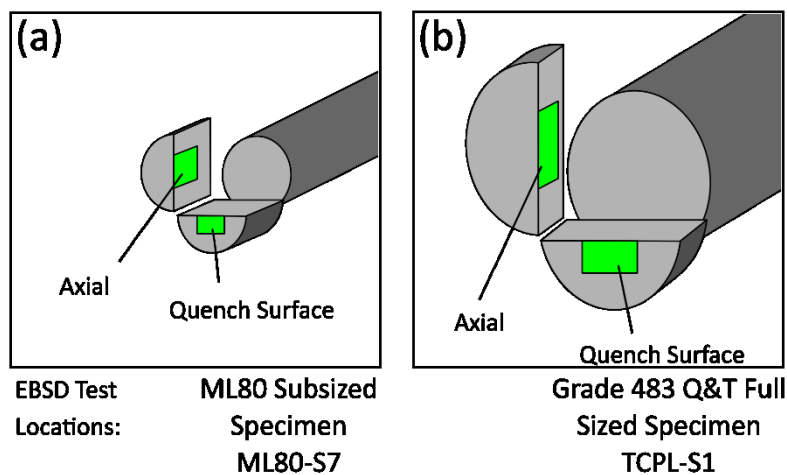 (a)
Axial
Quench Surface
(b)
Axial
Quench Surface
EBSD Test
Locations:
ML80 Subsized
Specimen
ML80-S7
Grade 483 Q&T Full
Sized Specimen
TCPL-S1